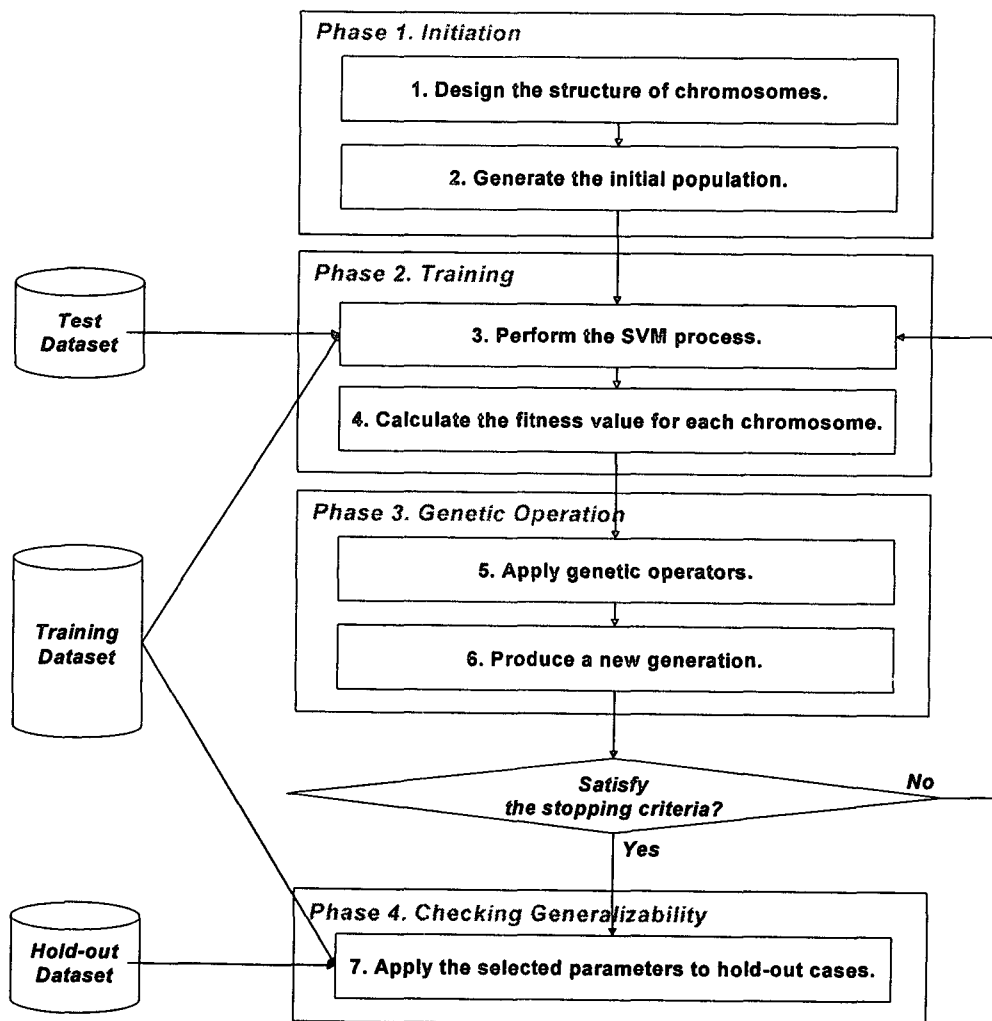 Phase 1. Initiation
1. Design the structure of chromosomes.
2. Generate the initial population.
Phase 2. Training
Test
Dataset
3. Perform the SVM process.
4. Calculate the fitness value for each chromosome.
Phase 3. Genetic Operation
5. Apply genetic operators.
Training
Dataset
6. Produce a new generation.
Satisfy
the stopping criteria?
No
Yes
Phase 4. Checking Generalizability
Hold-out
Dataset
7. Apply the selected parameters to hold-out cases.